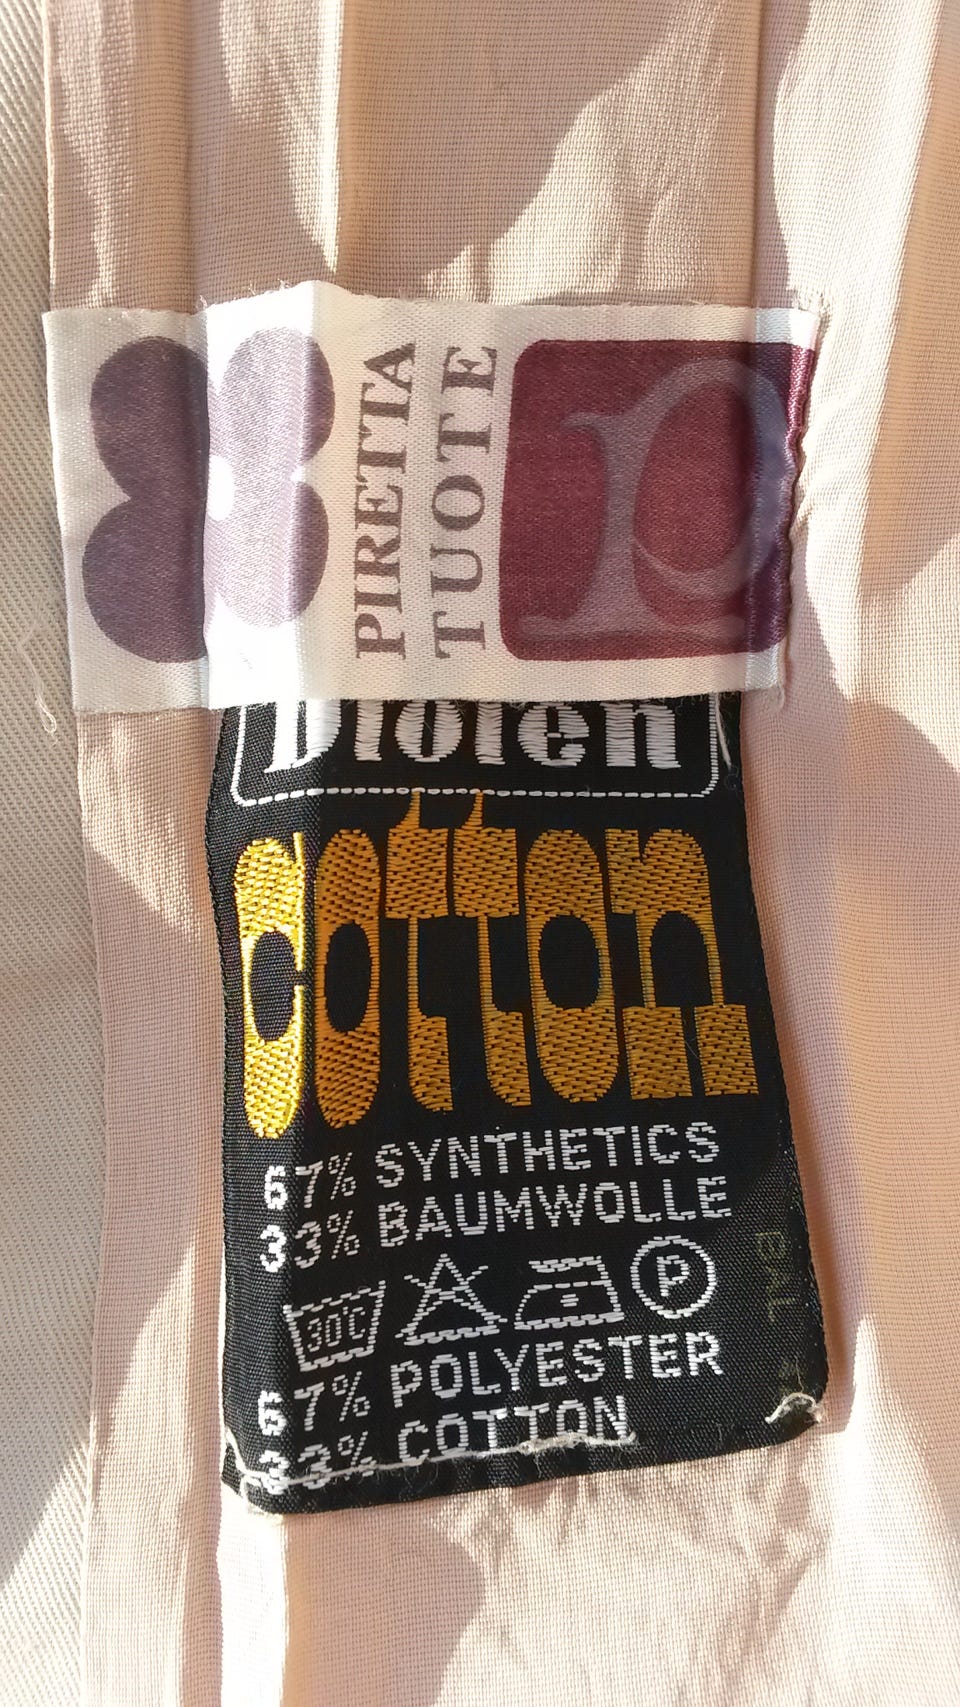 PIRETTA
TUOTE
p
Diolen
cotton
67% SYNTHETICS
33% BAUMWOLLE
30°C P
67% POLYESTER
33% COTTON